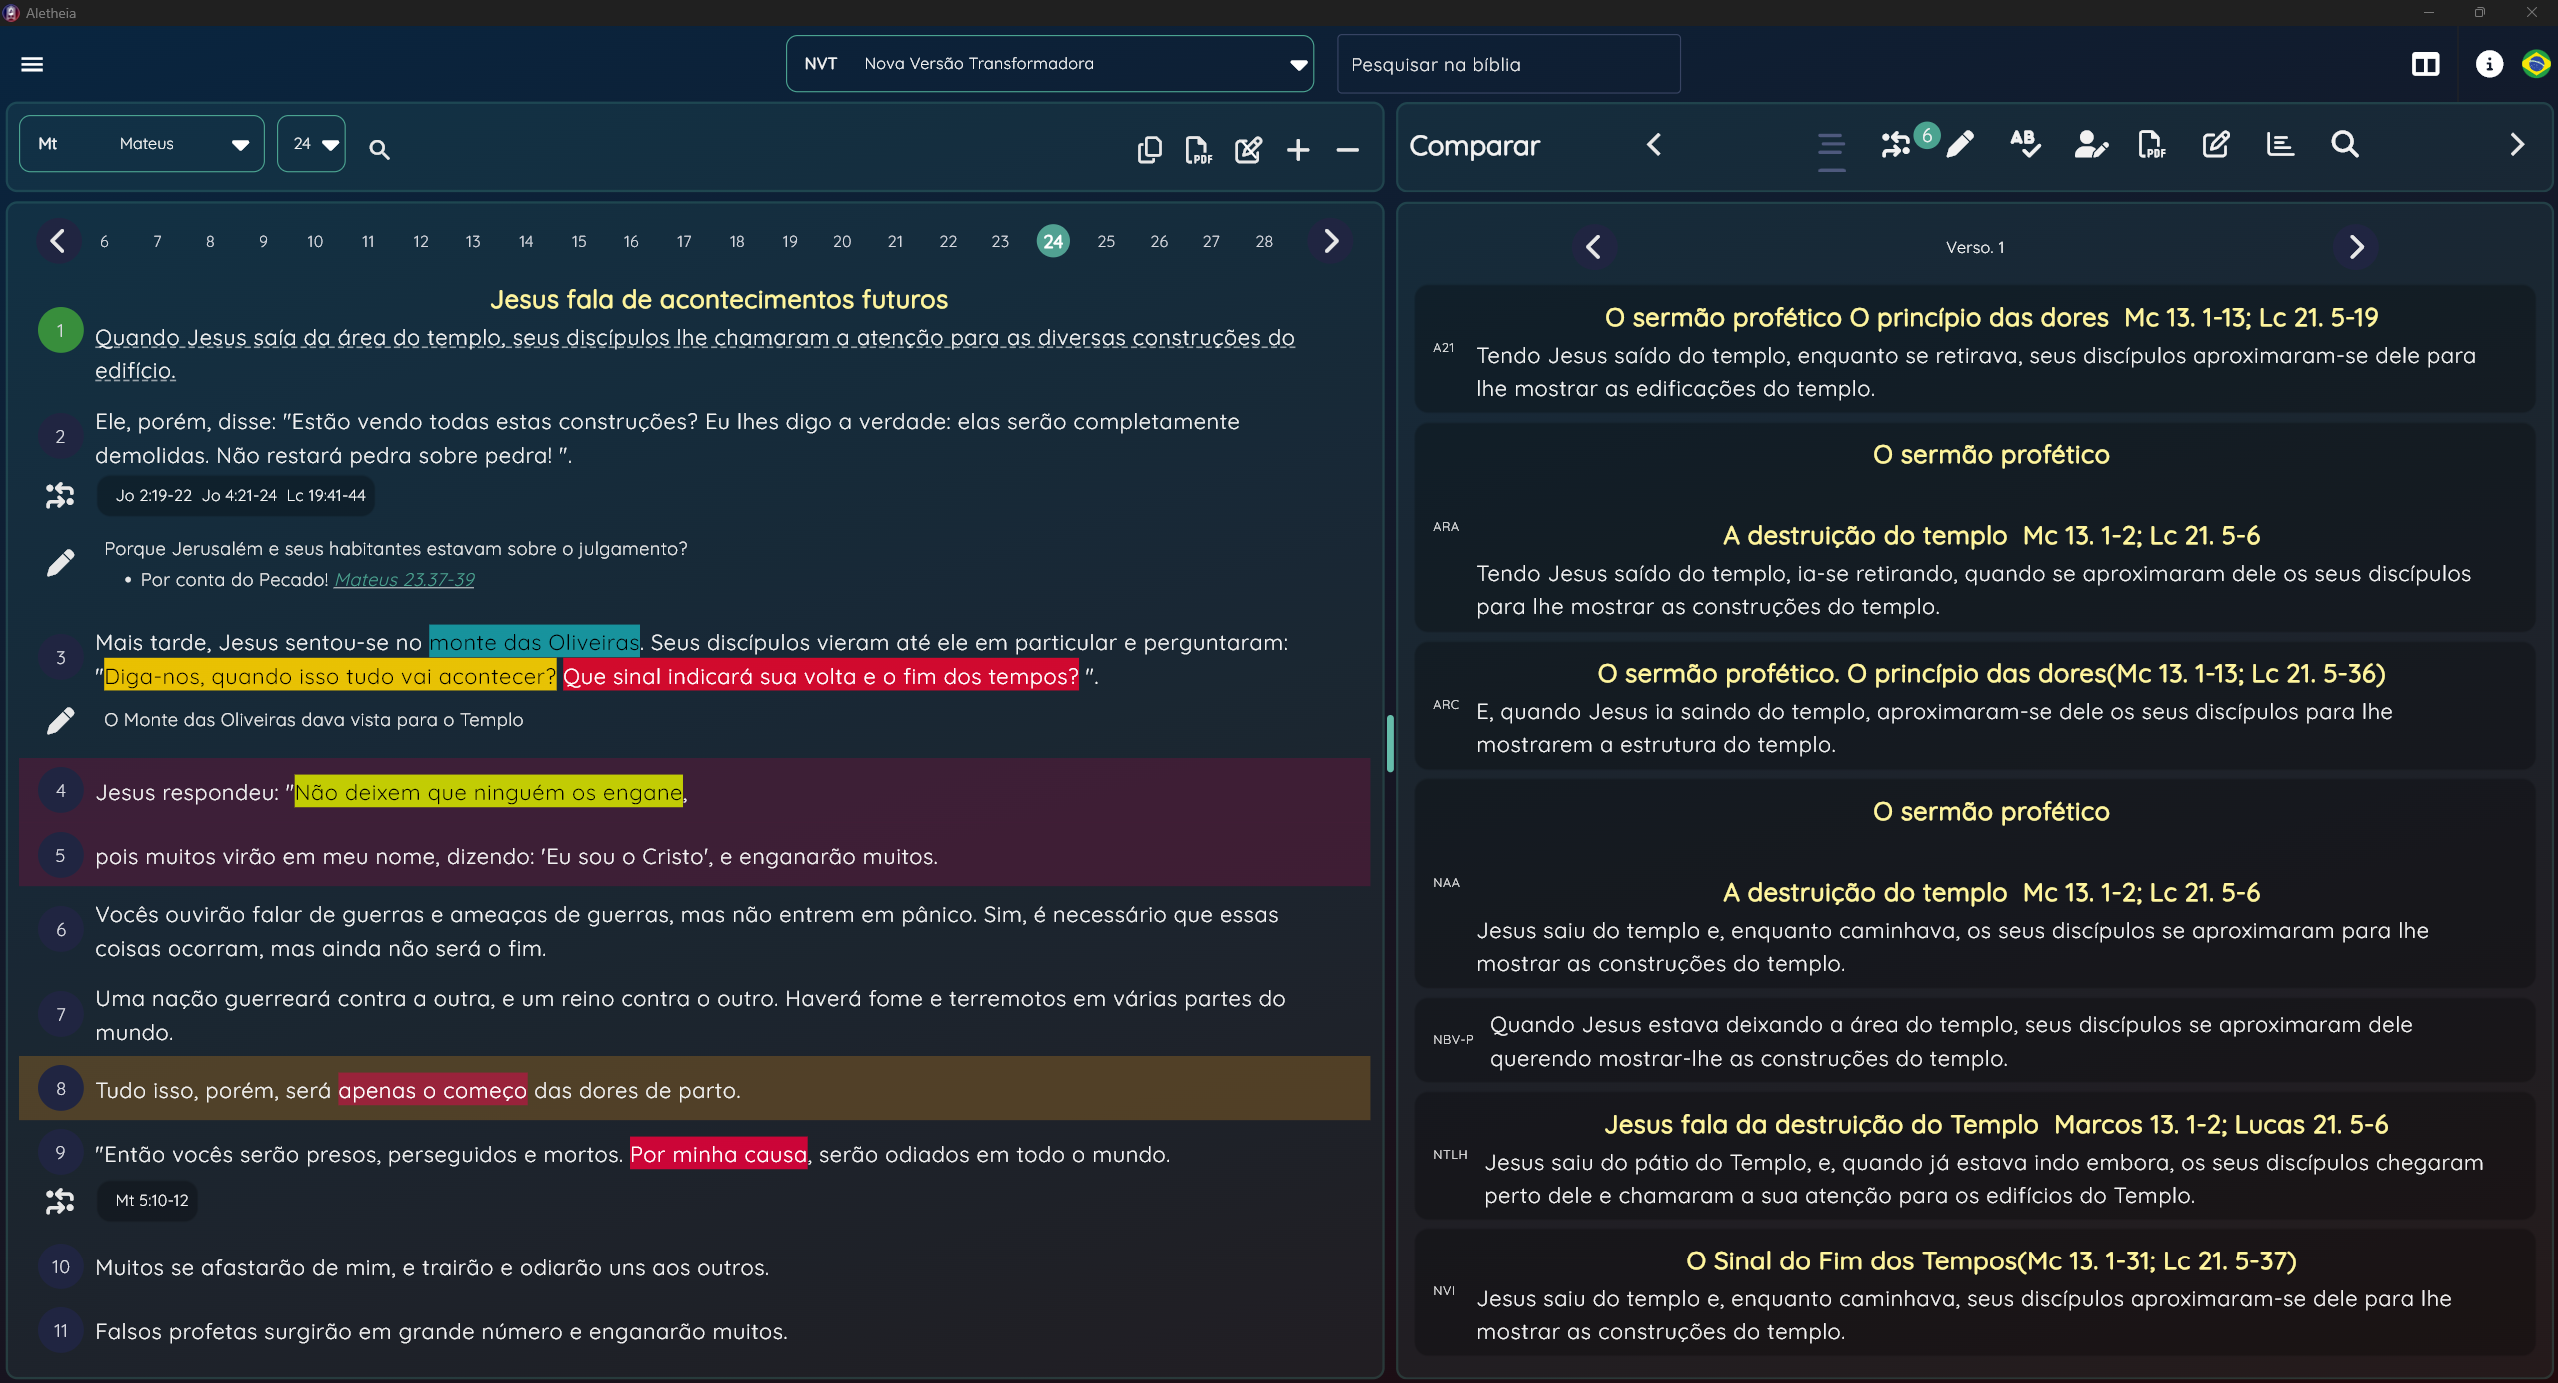 Aletheia
NVT Nova Versão Transformadora
Pesquisar na bíblia
Mt Mateus 24
PDF
6 7 8 9 10 11 12 13 14 15 16 17 18 19 20 21 22 23 24 25 26 27 28
Jesus fala de acontecimentos futuros
1 Quando Jesus saía da área do templo, seus discípulos lhe chamaram a atenção para as diversas construções do
edifício.
2 Ele, porém, disse: "Estão vendo todas estas construções? Eu lhes digo a verdade: elas serão completamente
demolidas. Não restará pedra sobre pedra! ".
Jo 2:19-22 Jo 4:21-24 Lc 19:41-44
Porque Jerusalém e seus habitantes estavam sobre o julgamento?
• Por conta do Pecado! Mateus 23.37-39
3 Mais tarde, Jesus sentou-se no monte das Oliveiras. Seus discípulos vieram até ele em particular e perguntaram:
"Diga-nos, quando isso tudo vai acontecer? Que sinal indicará sua volta e o fim dos tempos? ".
O Monte das Oliveiras dava vista para o Templo
4 Jesus respondeu: "Não deixem que ninguém os engane,
5 pois muitos virão em meu nome, dizendo: 'Eu sou o Cristo', e enganarão muitos.
6 Vocês ouvirão falar de guerras e ameaças de guerras, mas não entrem em pânico. Sim, é necessário que essas
coisas ocorram, mas ainda não será o fim.
7 Uma nação guerreará contra a outra, e um reino contra o outro. Haverá fome e terremotos em várias partes do
mundo.
8 Tudo isso, porém, será apenas o começo das dores de parto.
9 "Então vocês serão presos, perseguidos e mortos. Por minha causa, serão odiados em todo o mundo.
Mt 5:10-12
10 Muitos se afastarão de mim, e trairão e odiarão uns aos outros.
11 Falsos profetas surgirão em grande número e enganarão muitos.
Comparar 6 AB PDF
Verso. 1
O sermão profético O princípio das dores Mc 13. 1-13; Lc 21. 5-19
A21 Tendo Jesus saído do templo, enquanto se retirava, seus discípulos aproximaram-se dele para
lhe mostrar as edificações do templo.
O sermão profético
ARA
A destruição do templo Mc 13. 1-2; Lc 21. 5-6
Tendo Jesus saído do templo, ia-se retirando, quando se aproximaram dele os seus discípulos
para lhe mostrar as construções do templo.
O sermão profético. O princípio das dores(Mc 13. 1-13; Lc 21. 5-36)
ARC E, quando Jesus ia saindo do templo, aproximaram-se dele os seus discípulos para lhe
mostrarem a estrutura do templo.
O sermão profético
NAA
A destruição do templo Mc 13. 1-2; Lc 21. 5-6
Jesus saiu do templo e, enquanto caminhava, os seus discípulos se aproximaram para lhe
mostrar as construções do templo.
NBV-P Quando Jesus estava deixando a área do templo, seus discípulos se aproximaram dele
querendo mostrar-lhe as construções do templo.
Jesus fala da destruição do Templo Marcos 13. 1-2; Lucas 21. 5-6
NTLH Jesus saiu do pátio do Templo, e, quando já estava indo embora, os seus discípulos chegaram
perto dele e chamaram a sua atenção para os edifícios do Templo.
O Sinal do Fim dos Tempos(Mc 13. 1-31; Lc 21. 5-37)
NVI Jesus saiu do templo e, enquanto caminhava, seus discípulos aproximaram-se dele para lhe
mostrar as construções do templo.